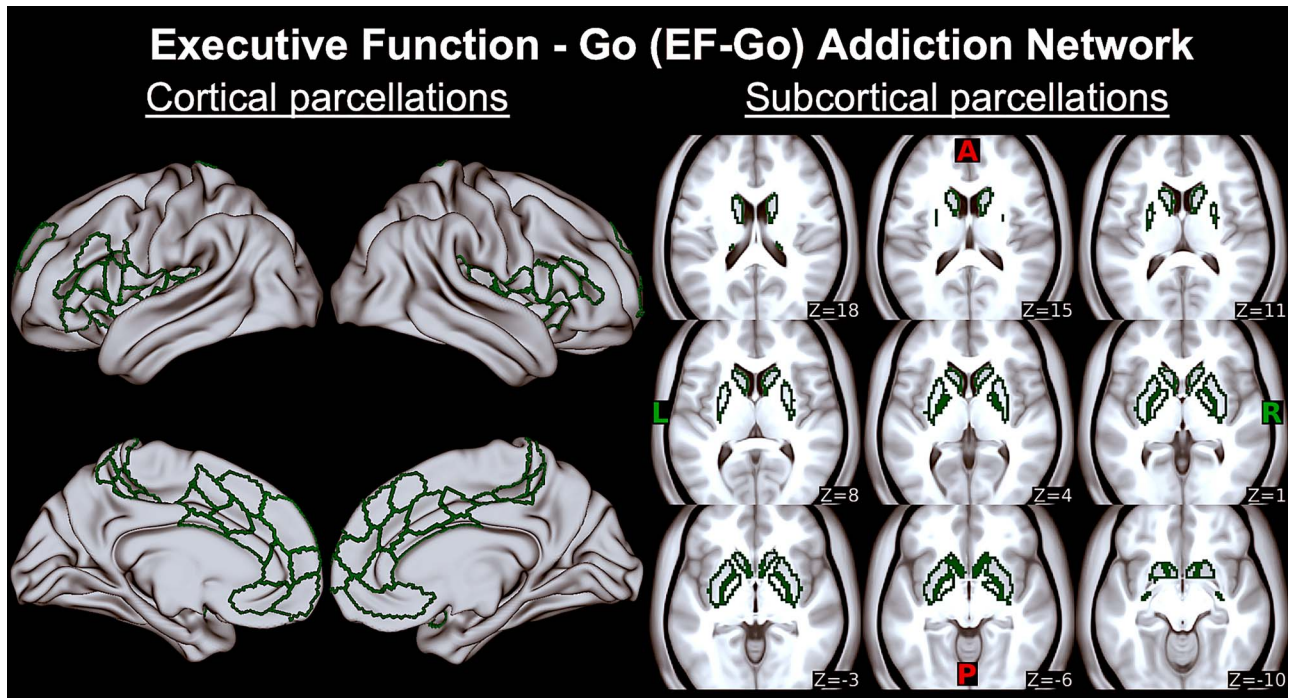 Executive Function - Go (EF-Go) Addiction Network
Cortical parcellations
Subcortical parcellations
A
Z=18
Z=15
Z=11
L
R
Z=8
Z=4
Z=1
P
Z=-3
Z=-6
Z=-10